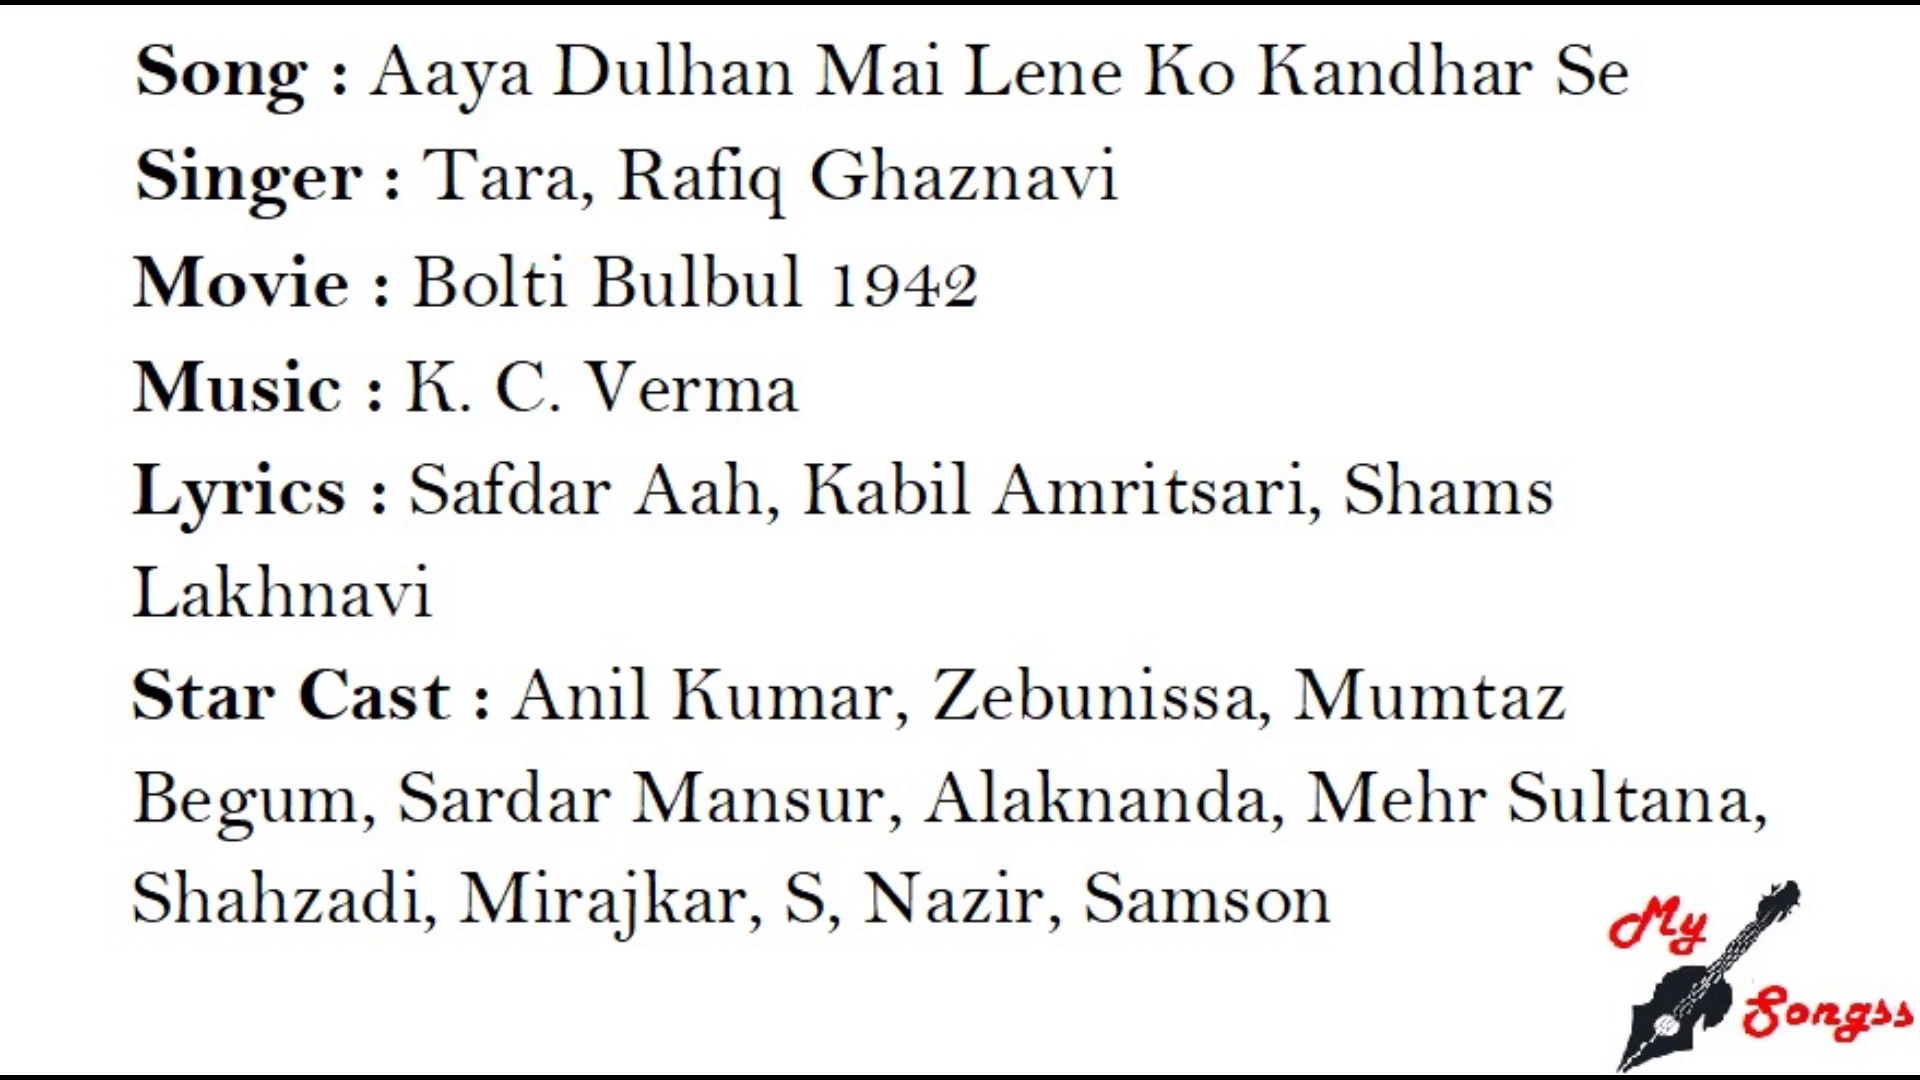 Song : Aaya Dulhan Mai Lene Ko Kandhar Se
Singer : Tara, Rafiq Ghaznavi
Movie : Bolti Bulbul 1942
Music : K. C. Verma
Lyrics : Safdar Aah, Kabil Amritsari, Shams
Lakhnavi
Star Cast : Anil Kumar, Zebunissa, Mumtaz
Begum, Sardar Mansur, Alaknanda, Mehr Sultana,
Shahzadi, Mirajkar, S, Nazir, Samson
My
Songss